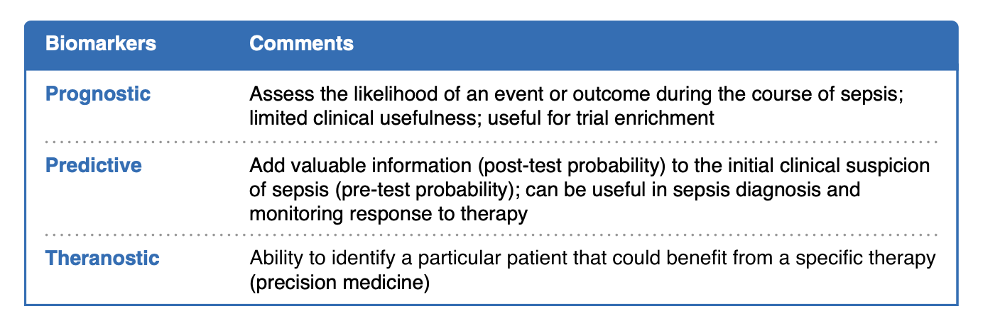 Biomarkers Comments
Prognostic Assess the likelihood of an event or outcome during the course of sepsis;
limited clinical usefulness; useful for trial enrichment
Predictive Add valuable information (post-test probability) to the initial clinical suspicion
of sepsis (pre-test probability); can be useful in sepsis diagnosis and
monitoring response to therapy
Theranostic Ability to identify a particular patient that could benefit from a specific therapy
(precision medicine)